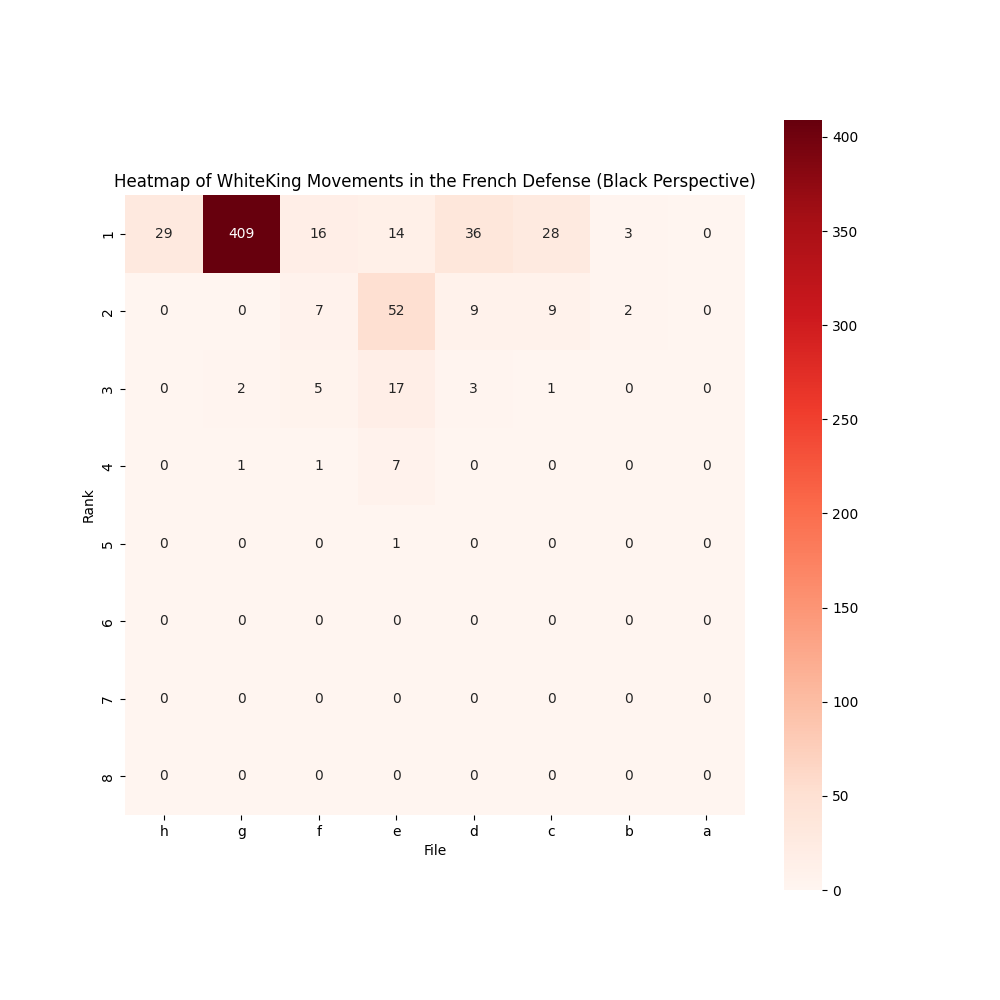 Heatmap of WhiteKing Movements in the French Defense (Black Perspective)
400
350
300
250
200
150
100
50
0
Rank
1 29 409 16 14 36 28 3 0
2 0 0 7 52 9 9 2 0
3 0 2 5 17 3 1 0 0
4 0 1 1 7 0 0 0 0
5 0 0 0 1 0 0 0 0
6 0 0 0 0 0 0 0 0
7 0 0 0 0 0 0 0 0
8 0 0 0 0 0 0 0 0
h g f e d c b a
File